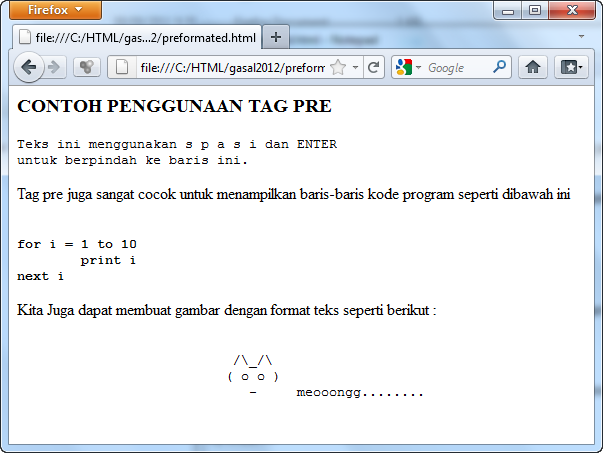 Firefox
file:///C:/HTML/gas...2/preformated.html
file:///C:/HTML/gasal2012/preform
Google
CONTOH PENGGUNAAN TAG PRE
Teks ini menggunakan s p a s i dan ENTER
untuk berpindah ke baris ini.
Tag pre juga sangat cocok untuk menampilkan baris-baris kode program seperti dibawah ini
for i = 1 to 10
        print i
next i
Kita Juga dapat membuat gambar dengan format teks seperti berikut :
 /\_/\
( o o )
   -     meooongg........